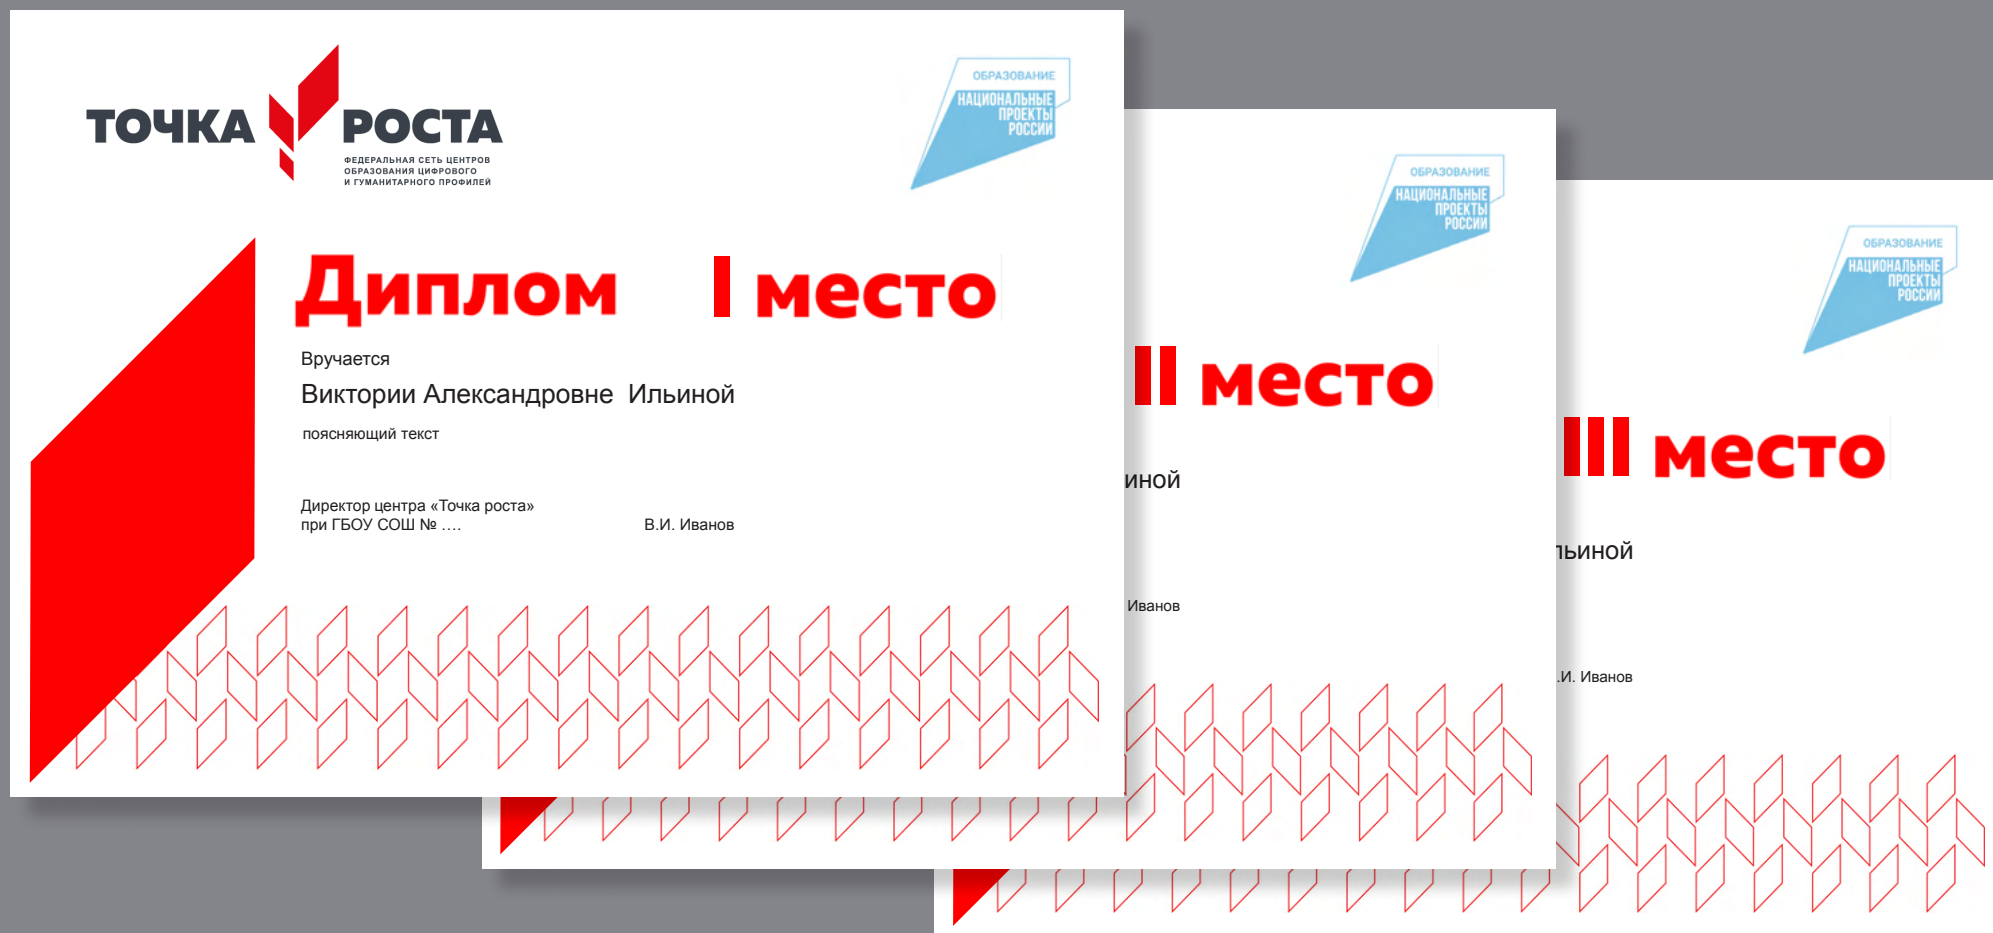 ТОЧКА РОСТА
ФЕДЕРАЛЬНАЯ СЕТЬ ЦЕНТРОВ
ОБРАЗОВАНИЯ ЦИФРОВОГО
И ГУМАНИТАРНОГО ПРОФИЛЕЙ
ОБРАЗОВАНИЕ
НАЦИОНАЛЬНЫЕ
ПРОЕКТЫ
РОССИИ
Диплом I место
Вручается
Виктории Александровне Ильиной
поясняющий текст
Директор центра «Точка роста»
при ГБОУ СОШ № .... В.И. Иванов
ОБРАЗОВАНИЕ
НАЦИОНАЛЬНЫЕ
ПРОЕКТЫ
РОССИИ
II место
иной
Иванов
ОБРАЗОВАНИЕ
НАЦИОНАЛЬНЫЕ
ПРОЕКТЫ
РОССИИ
III место
льиной
.И. Иванов